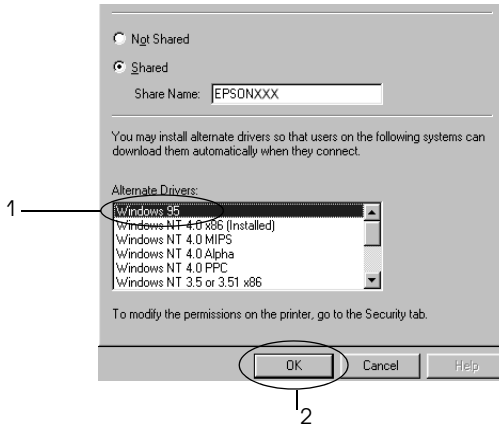 Not Shared
Shared
Share Name: EPSONXXX
You may install alternate drivers so that users on the following systems can
download them automatically when they connect.
Alternate Drivers:
1
Windows 95
Windows NT 4.0 x86 (Installed)
Windows NT 4.0 MIPS
Windows NT 4.0 Alpha
Windows NT 4.0 PPC
Windows NT 3.5 or 3.51 x86
To modify the permissions on the printer, go to the Security tab.
OK Cancel Help
2